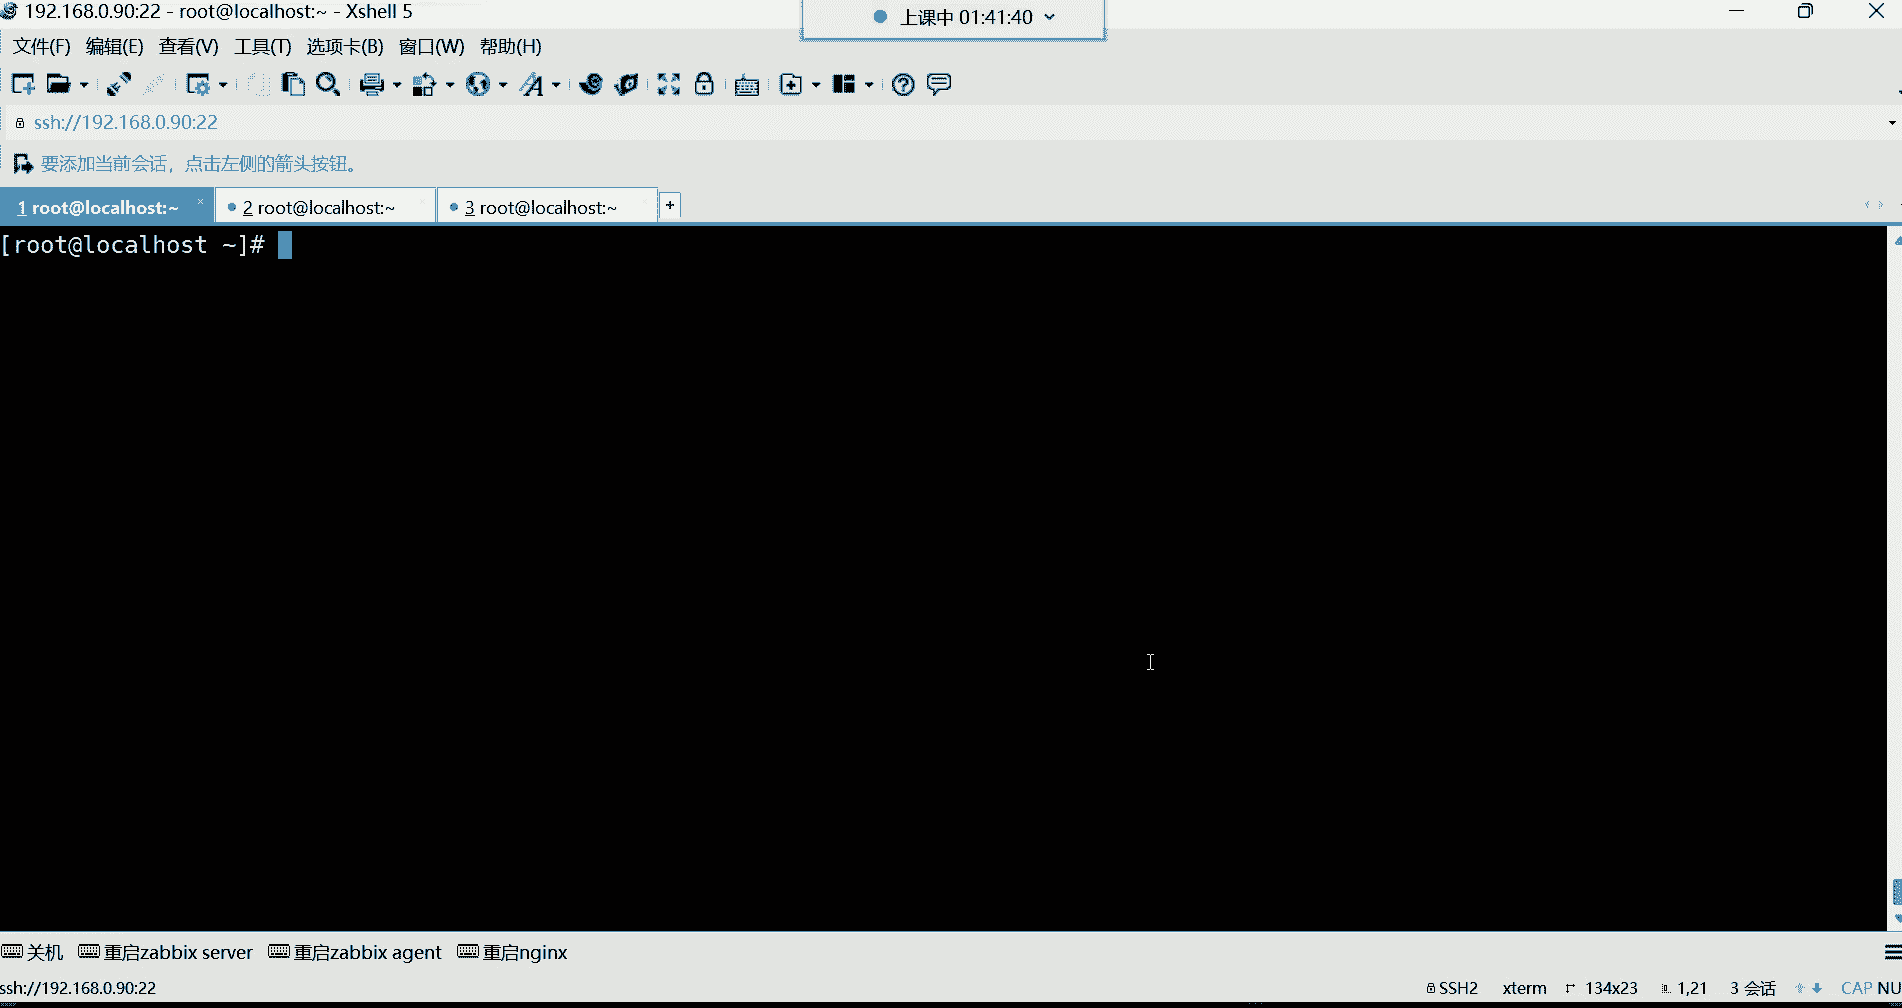 192.168.0.90:22 - root@localhost:~ - Xshell 5
上课中 01:41:40
文件(F) 编辑(E) 查看(V) 工具(T) 选项卡(B) 窗口(W) 帮助(H)
ssh://192.168.0.90:22
要添加当前会话，点击左侧的箭头按钮。
1 root@localhost:~ 2 root@localhost:~ 3 root@localhost:~ +
[root@localhost ~]#
关机 重启zabbix server 重启zabbix agent 重启nginx
ssh://192.168.0.90:22 SSH2 xterm 134x23 1,21 3 会话 CAP NU